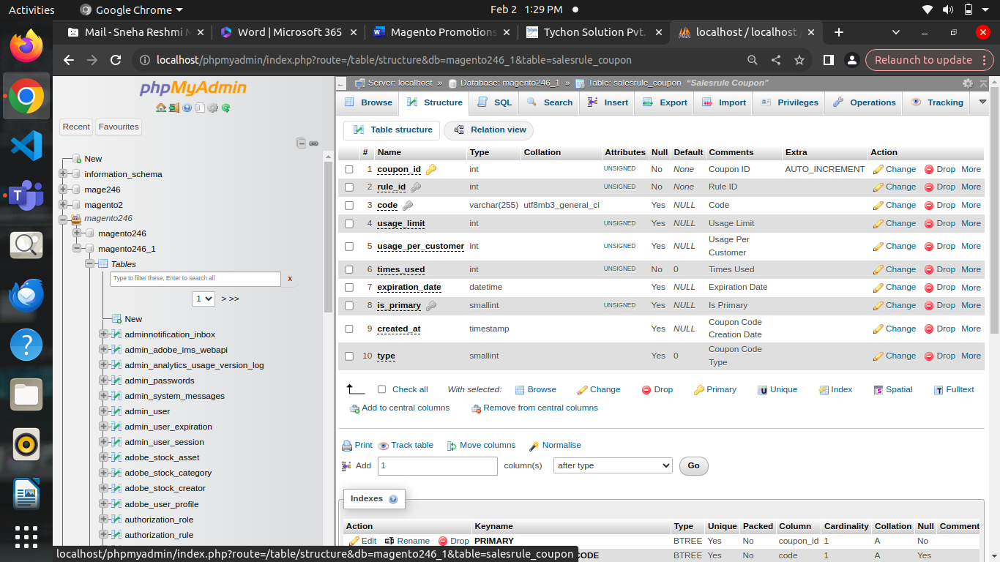 Activities Google Chrome Feb 2 1:29 PM
Mail - Sneha Reshmi M Word | Microsoft 365 Magento Promotions Tychon Solution Pvt. localhost / localhost /
localhost/phpmyadmin/index.php?route=/table/structure&db=magento246_1&table=salesrule_coupon Relaunch to update
phpMyAdmin
Recent Favourites
New
information_schema
mage246
magento2
magento246
magento246
magento246_1
Tables
Type to filter these, Enter to search all x
1 > >>
New
adminnotification_inbox
admin_adobe_ims_webapi
admin_analytics_usage_version_log
admin_passwords
admin_system_messages
admin_user
admin_user_expiration
admin_user_session
adobe_stock_asset
adobe_stock_category
adobe_stock_creator
adobe_user_profile
authorization_role
authorization_rule
Server: localhost » Database: magento246_1 » Table: salesrule_coupon "Salesrule Coupon"
Browse Structure SQL Search Insert Export Import Privileges Operations Tracking
Table structure Relation view
# Name Type Collation Attributes Null Default Comments Extra Action
1 coupon_id int UNSIGNED No None Coupon ID AUTO_INCREMENT Change Drop More
2 rule_id int UNSIGNED No None Rule ID Change Drop More
3 code varchar(255) utf8mb3_general_ci Yes NULL Code Change Drop More
4 usage_limit int UNSIGNED Yes NULL Usage Limit Change Drop More
5 usage_per_customer int UNSIGNED Yes NULL Usage Per Customer Change Drop More
6 times_used int UNSIGNED No 0 Times Used Change Drop More
7 expiration_date datetime Yes NULL Expiration Date Change Drop More
8 is_primary smallint UNSIGNED Yes NULL Is Primary Change Drop More
9 created_at timestamp Yes NULL Coupon Code Creation Date Change Drop More
10 type smallint Yes 0 Coupon Code Type Change Drop More
Check all With selected: Browse Change Drop Primary Unique Index Spatial Fulltext
Add to central columns Remove from central columns
Print Track table Move columns Normalise
Add 1 column(s) after type Go
Indexes
Action Keyname Type Unique Packed Column Cardinality Collation Null Comment
Edit Rename Drop PRIMARY BTREE Yes No coupon_id 1 A No
CODE BTREE Yes No code 1 A Yes
localhost/phpmyadmin/index.php?route=/table/structure&db=magento246_1&table=salesrule_coupon